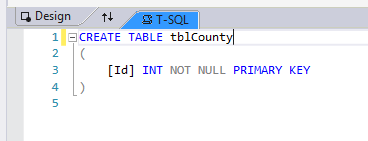 Design T-SQL
1 CREATE TABLE tblCounty
2 (
3 [Id] INT NOT NULL PRIMARY KEY
4 )
5